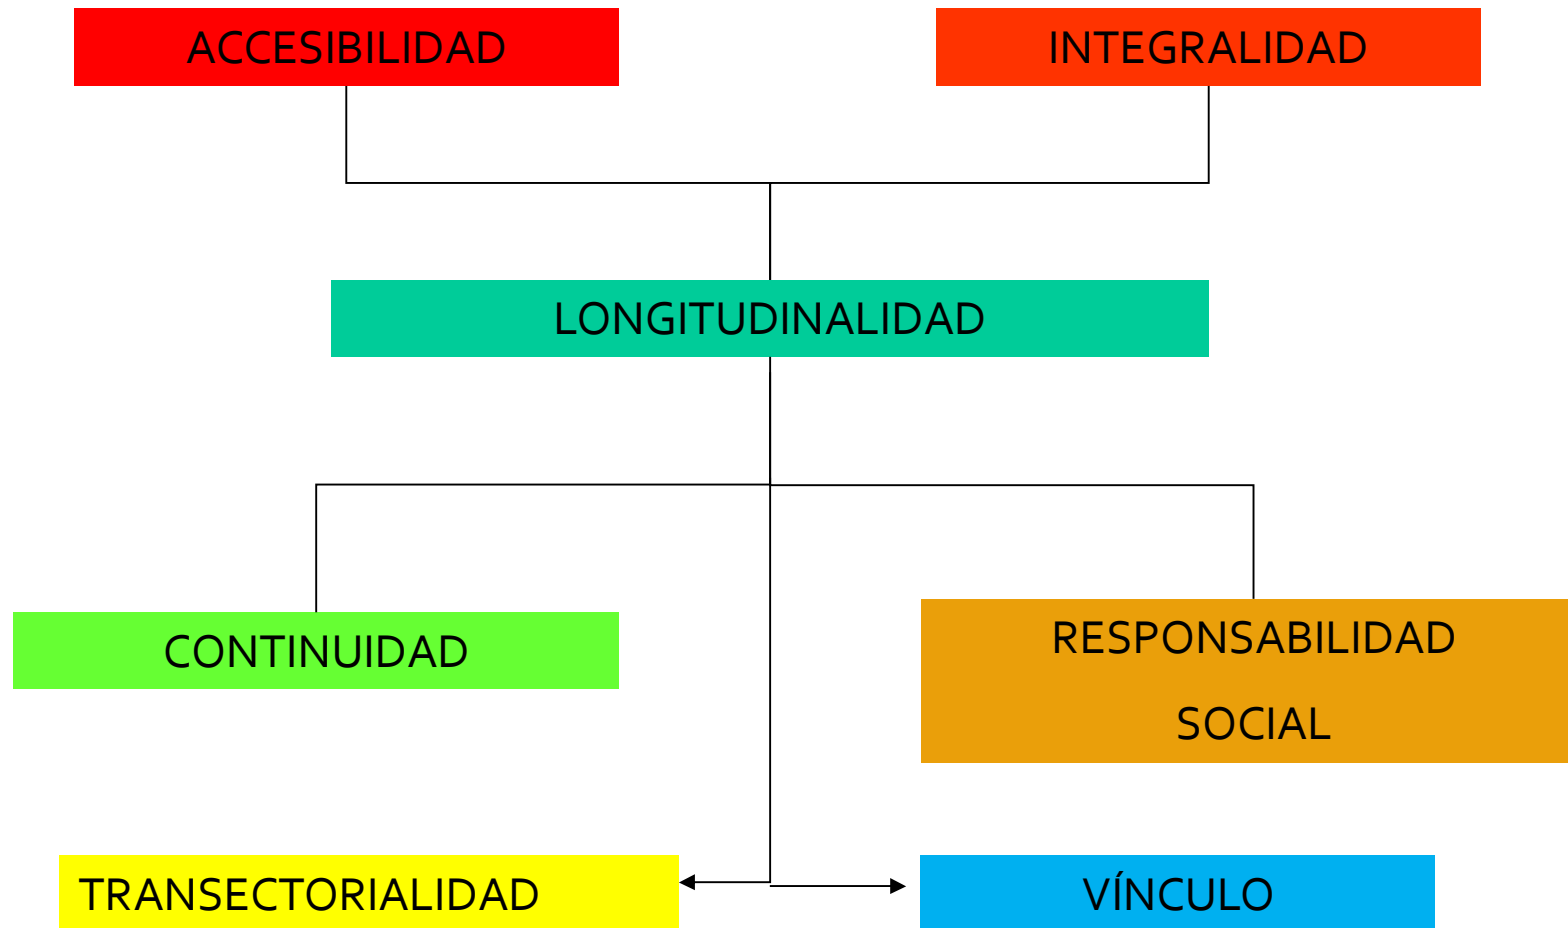 ACCESIBILIDAD
INTEGRALIDAD
LONGITUDINALIDAD
CONTINUIDAD
RESPONSABILIDAD
SOCIAL
TRANSECTORIALIDAD
VÍNCULO